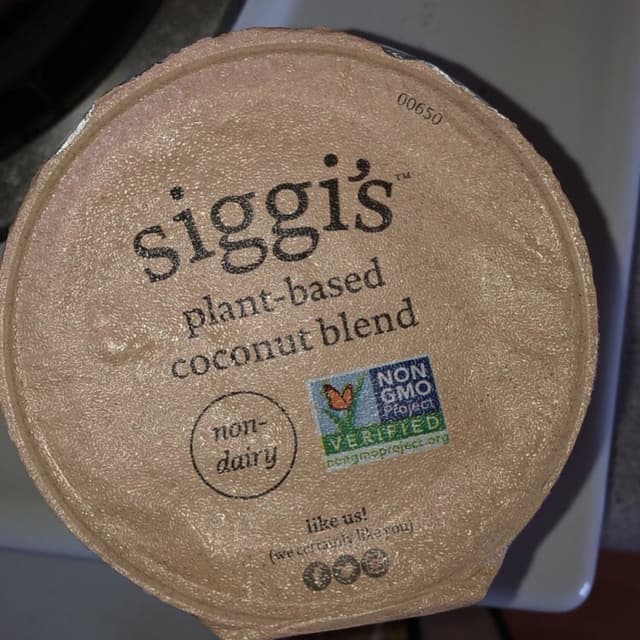 00650
siggi's™
plant-based
coconut blend
non-
dairy
NON
GMO
Project
VERIFIED
nongmoproject.org
like us!
(we certainly like you)